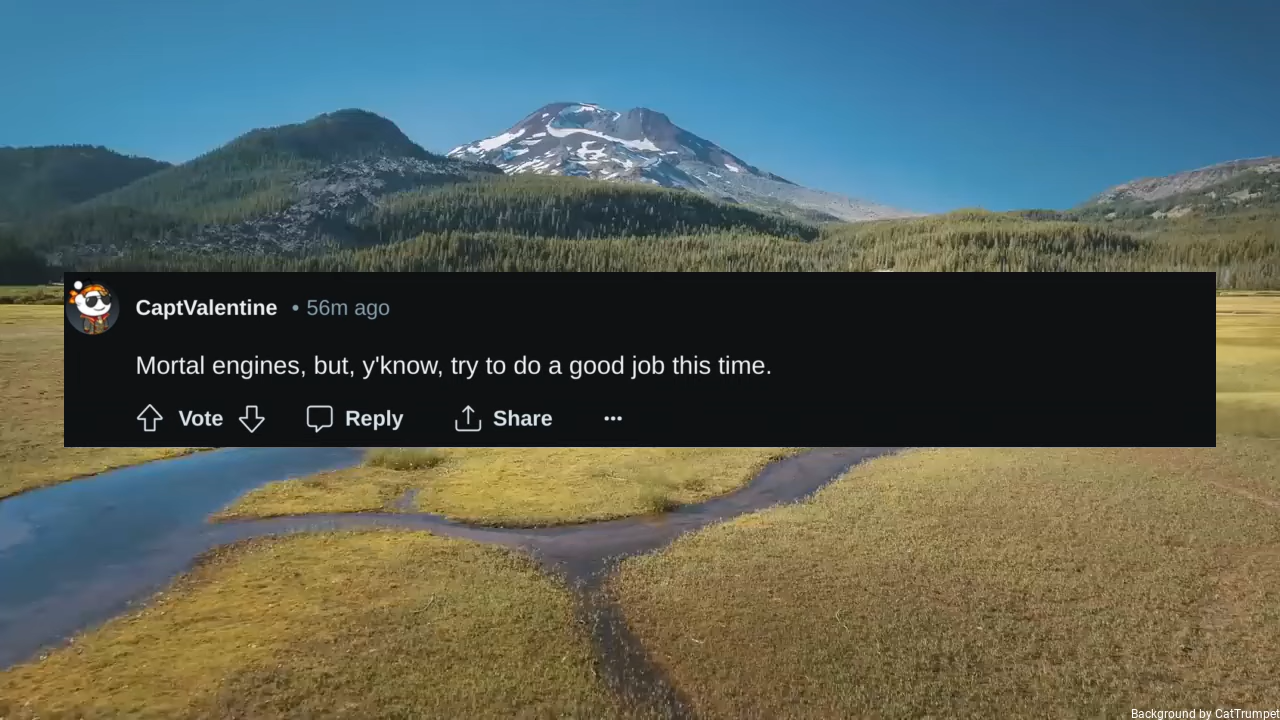 CaptValentine • 56m ago
Mortal engines, but, y'know, try to do a good job this time.
Vote Reply Share
Background by CatTrumpet